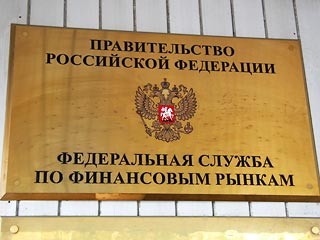 ПРАВИТЕЛЬСТВО
РОССИЙСКОЙ ФЕДЕРАЦИИ
ФЕДЕРАЛЬНАЯ СЛУЖБА
ПО ФИНАНСОВЫМ РЫНКАМ